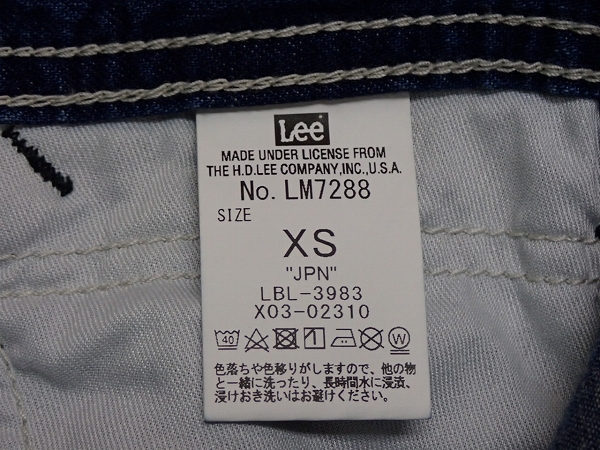 Lee
MADE UNDER LICENSE FROM
THE H.D.LEE COMPANY,INC.,U.S.A.
No. LM7288
SIZE
XS
"JPN"
LBL-3983
X03-02310
40 W
色落ちや色移りがしますので、他の物
と一緒に洗ったり、長時間水に浸漬、
浸けおき洗いはお避けください。